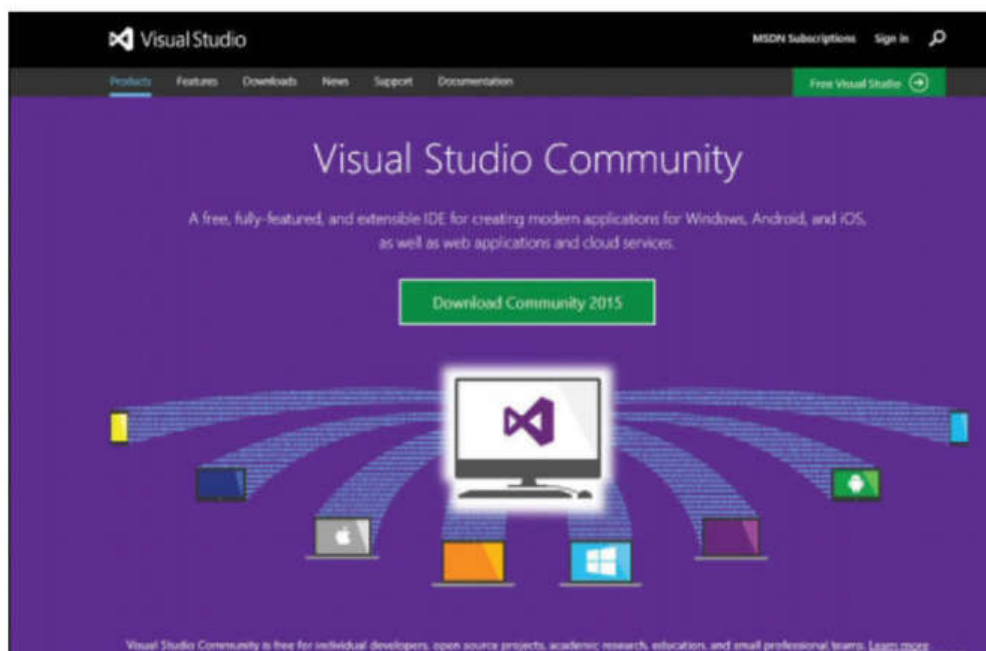 Visual Studio
MSDN Subscriptions Sign in
Products Features Downloads News Support Documentation
Free Visual Studio
Visual Studio Community
A free, fully-featured, and extensible IDE for creating modern applications for Windows, Android, and iOS,
as well as web applications and cloud services.
Download Community 2015
Visual Studio Community is free for individual developers, open source projects, academic research, education, and small professional teams. Learn more